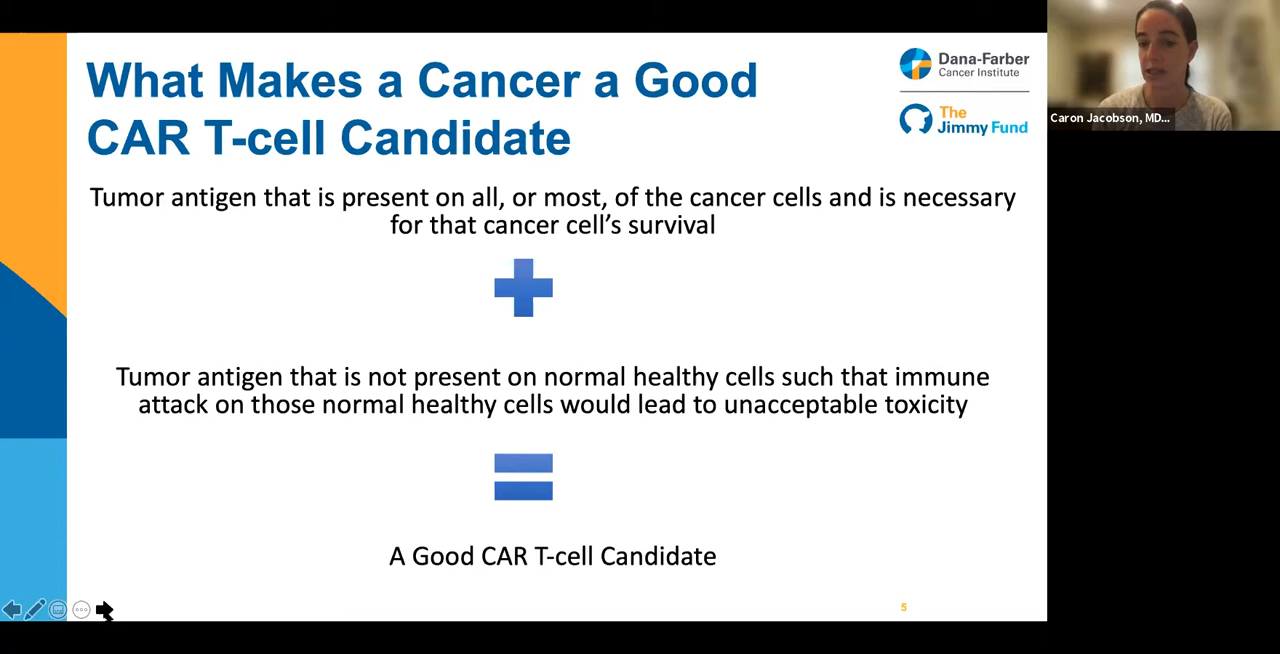 What Makes a Cancer a Good
CAR T-cell Candidate
Dana-Farber
Cancer Institute
The
Jimmy Fund
Tumor antigen that is present on all, or most, of the cancer cells and is necessary
for that cancer cell’s survival
Tumor antigen that is not present on normal healthy cells such that immune
attack on those normal healthy cells would lead to unacceptable toxicity
A Good CAR T-cell Candidate
5
Caron Jacobson, MD...